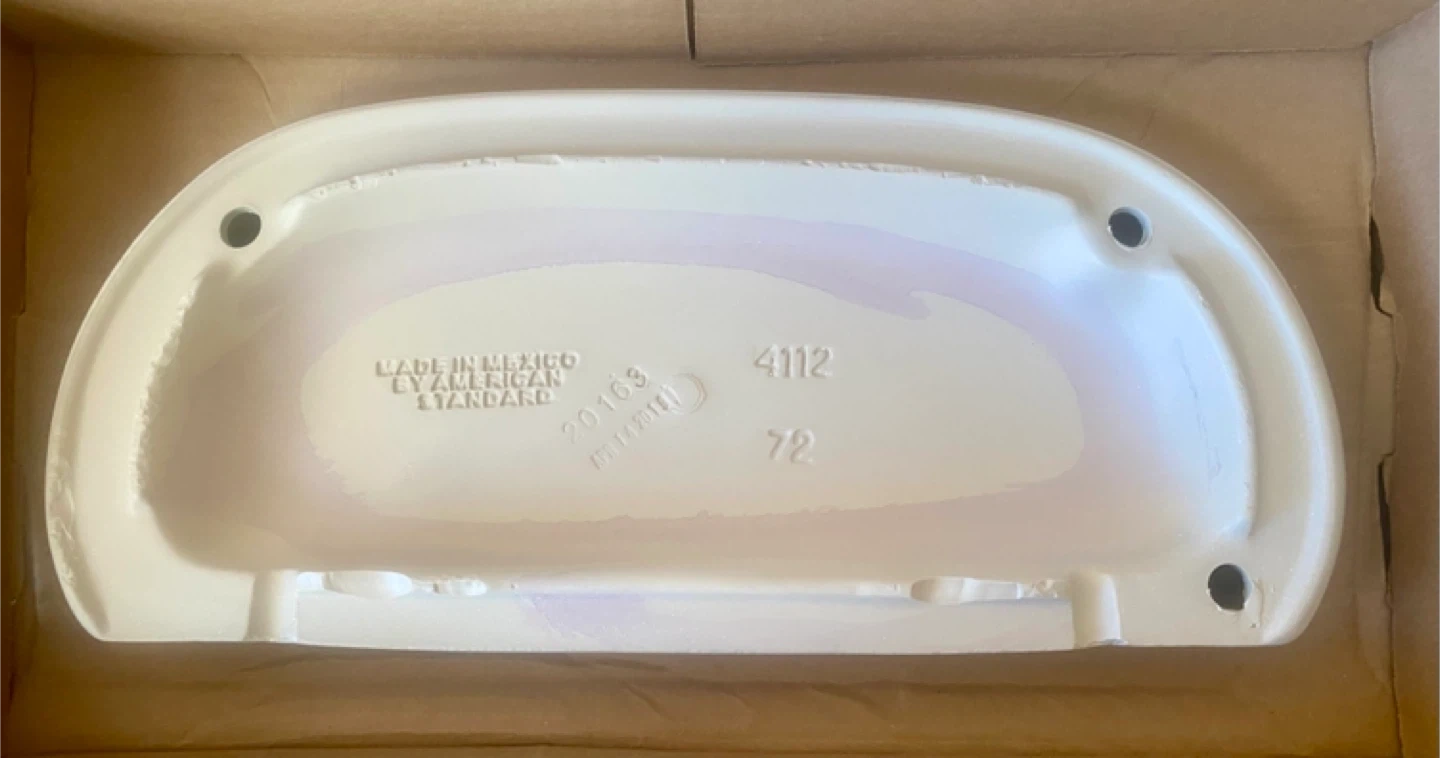 MADE IN MEXICO
BY AMERICAN
STANDARD
20163
4112
72